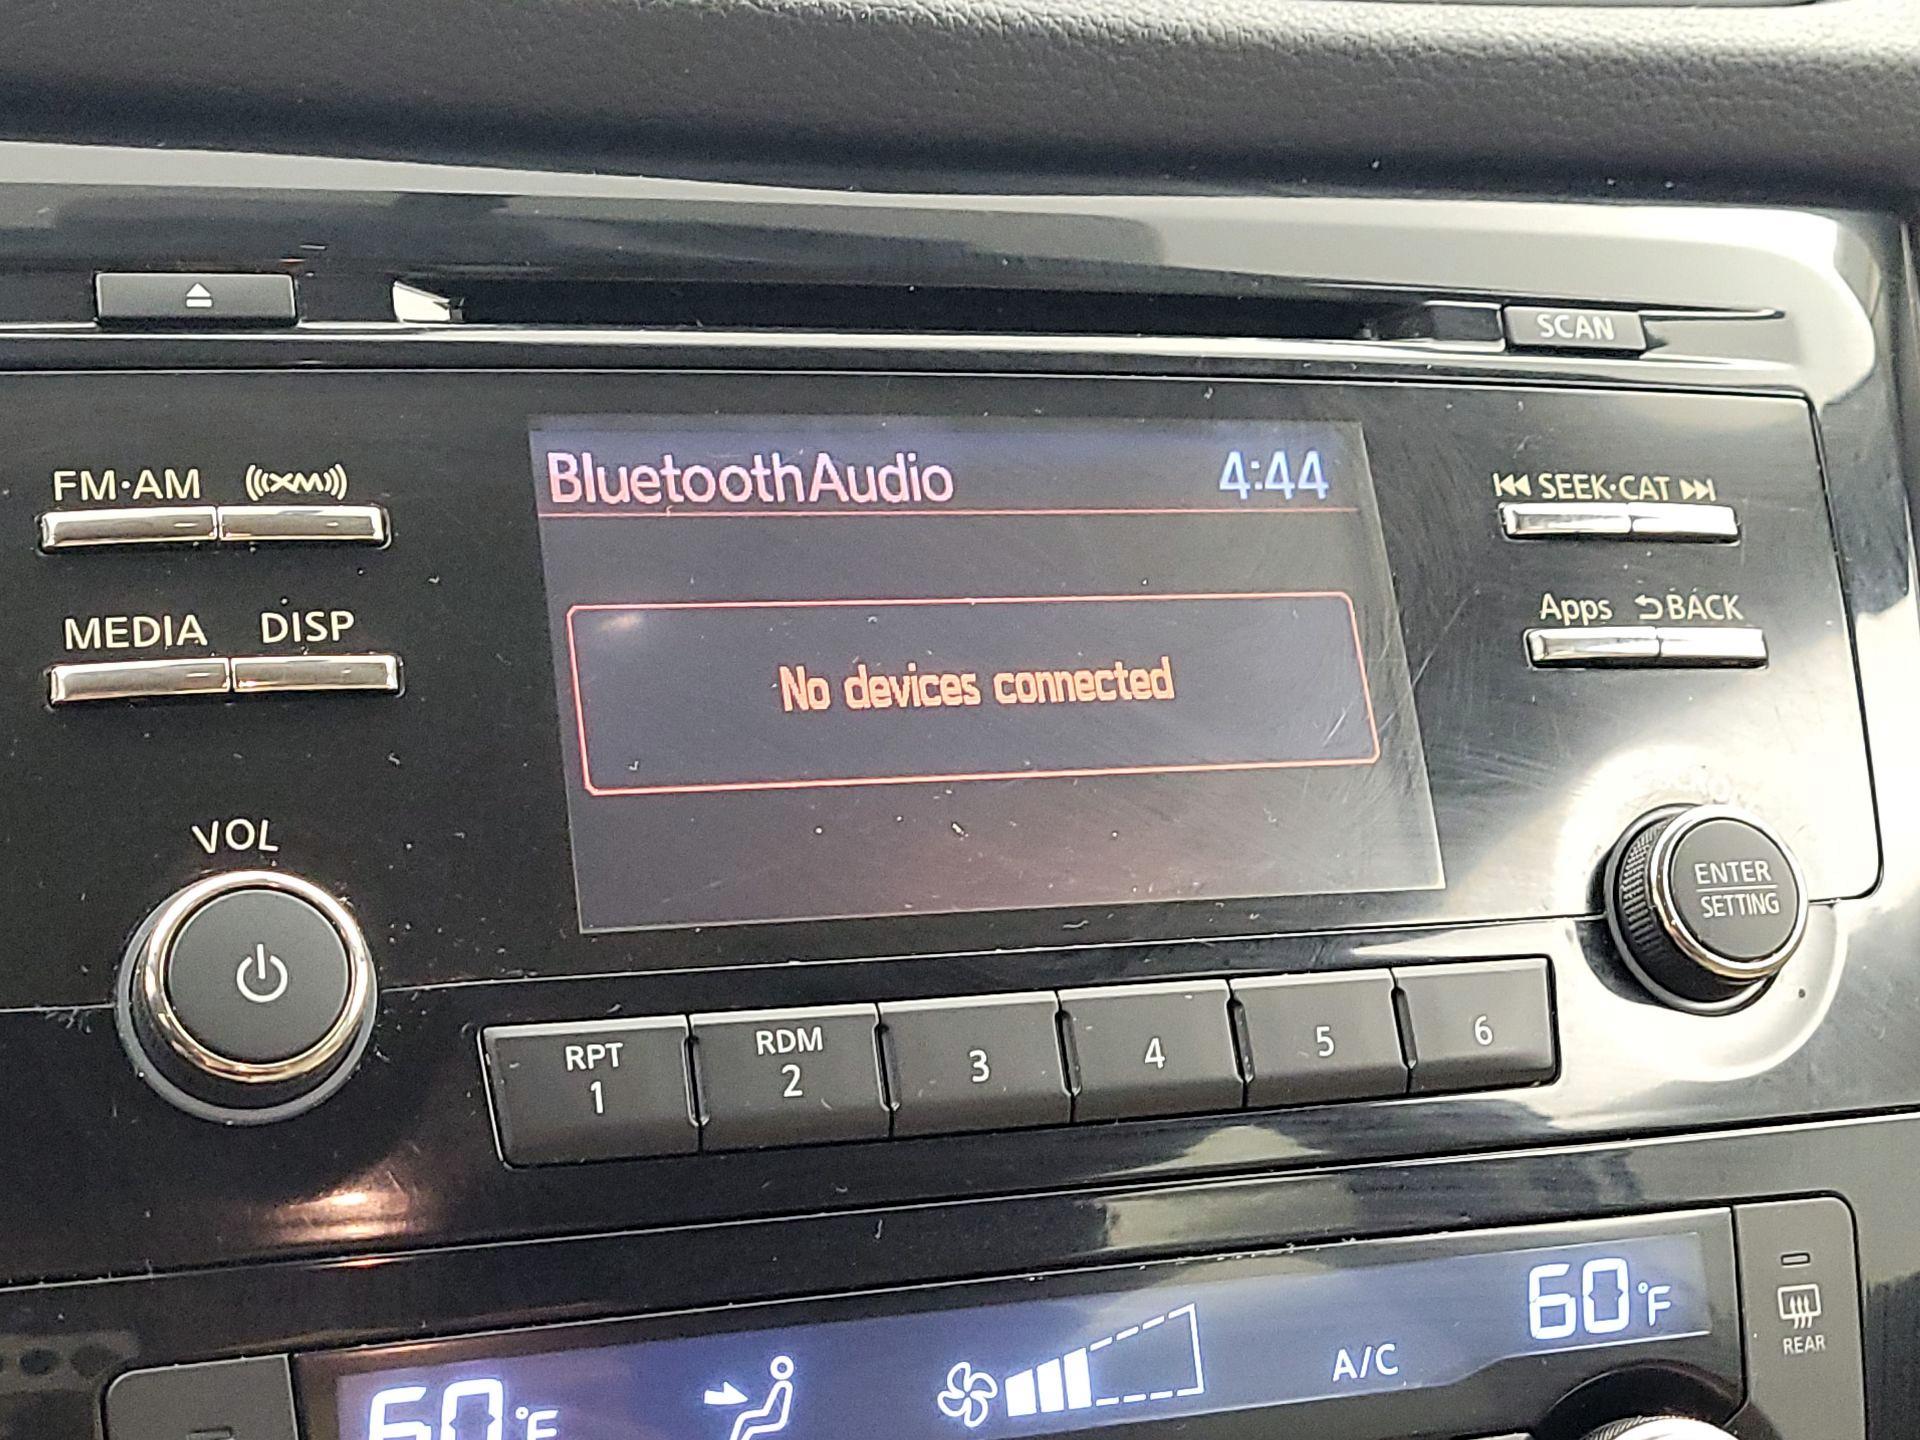 SCAN
FM·AM
XM
BluetoothAudio 4:44
SEEK·CAT
MEDIA DISP
No devices connected
Apps BACK
VOL
ENTER
SETTING
RPT
1
RDM
2
3
4
5
6
60°F
A/C
60°F
REAR